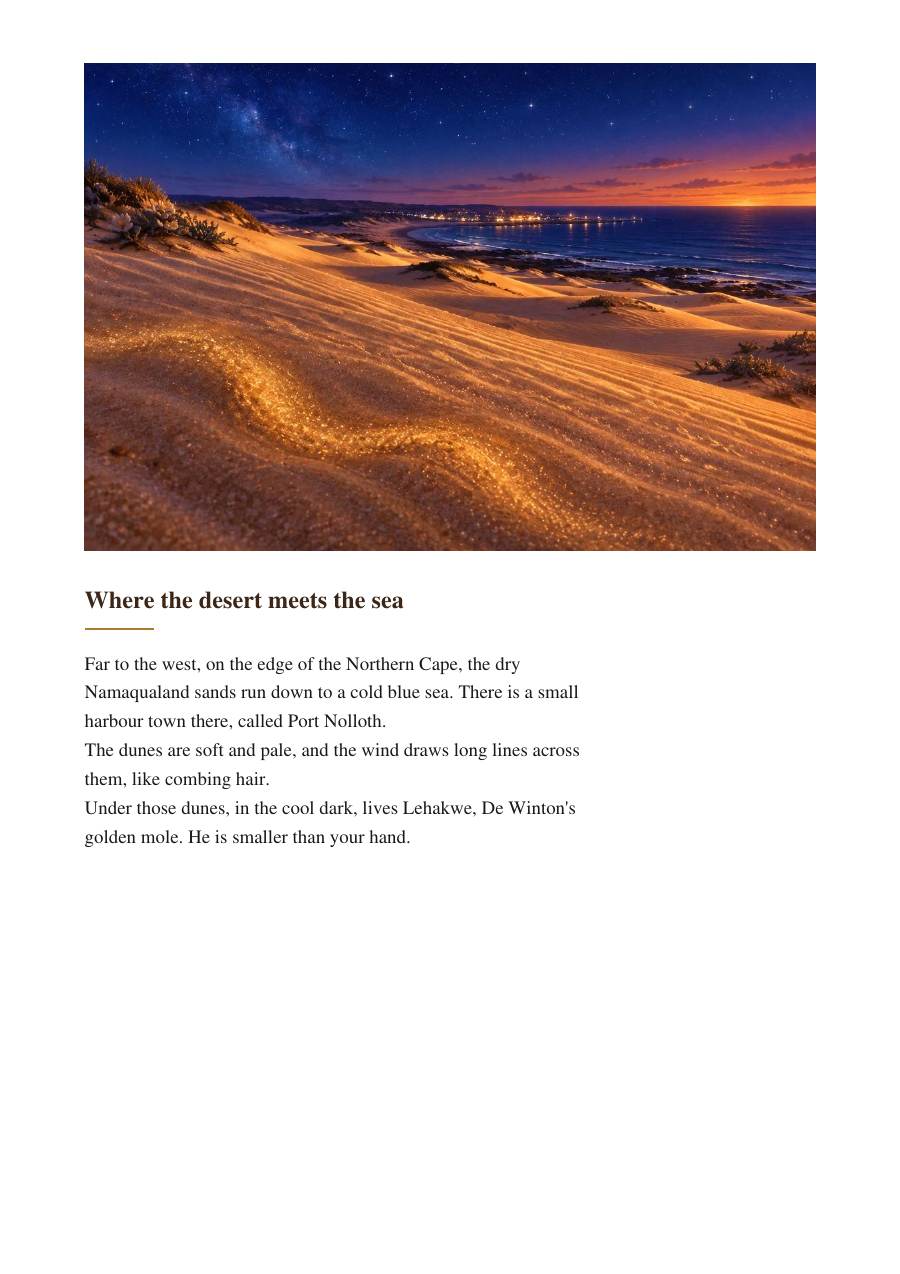 Where the desert meets the sea
Far to the west, on the edge of the Northern Cape, the dry
Namaqualand sands run down to a cold blue sea. There is a small
harbour town there, called Port Nolloth.
The dunes are soft and pale, and the wind draws long lines across
them, like combing hair.
Under those dunes, in the cool dark, lives Lehakwe, De Winton's
golden mole. He is smaller than your hand.